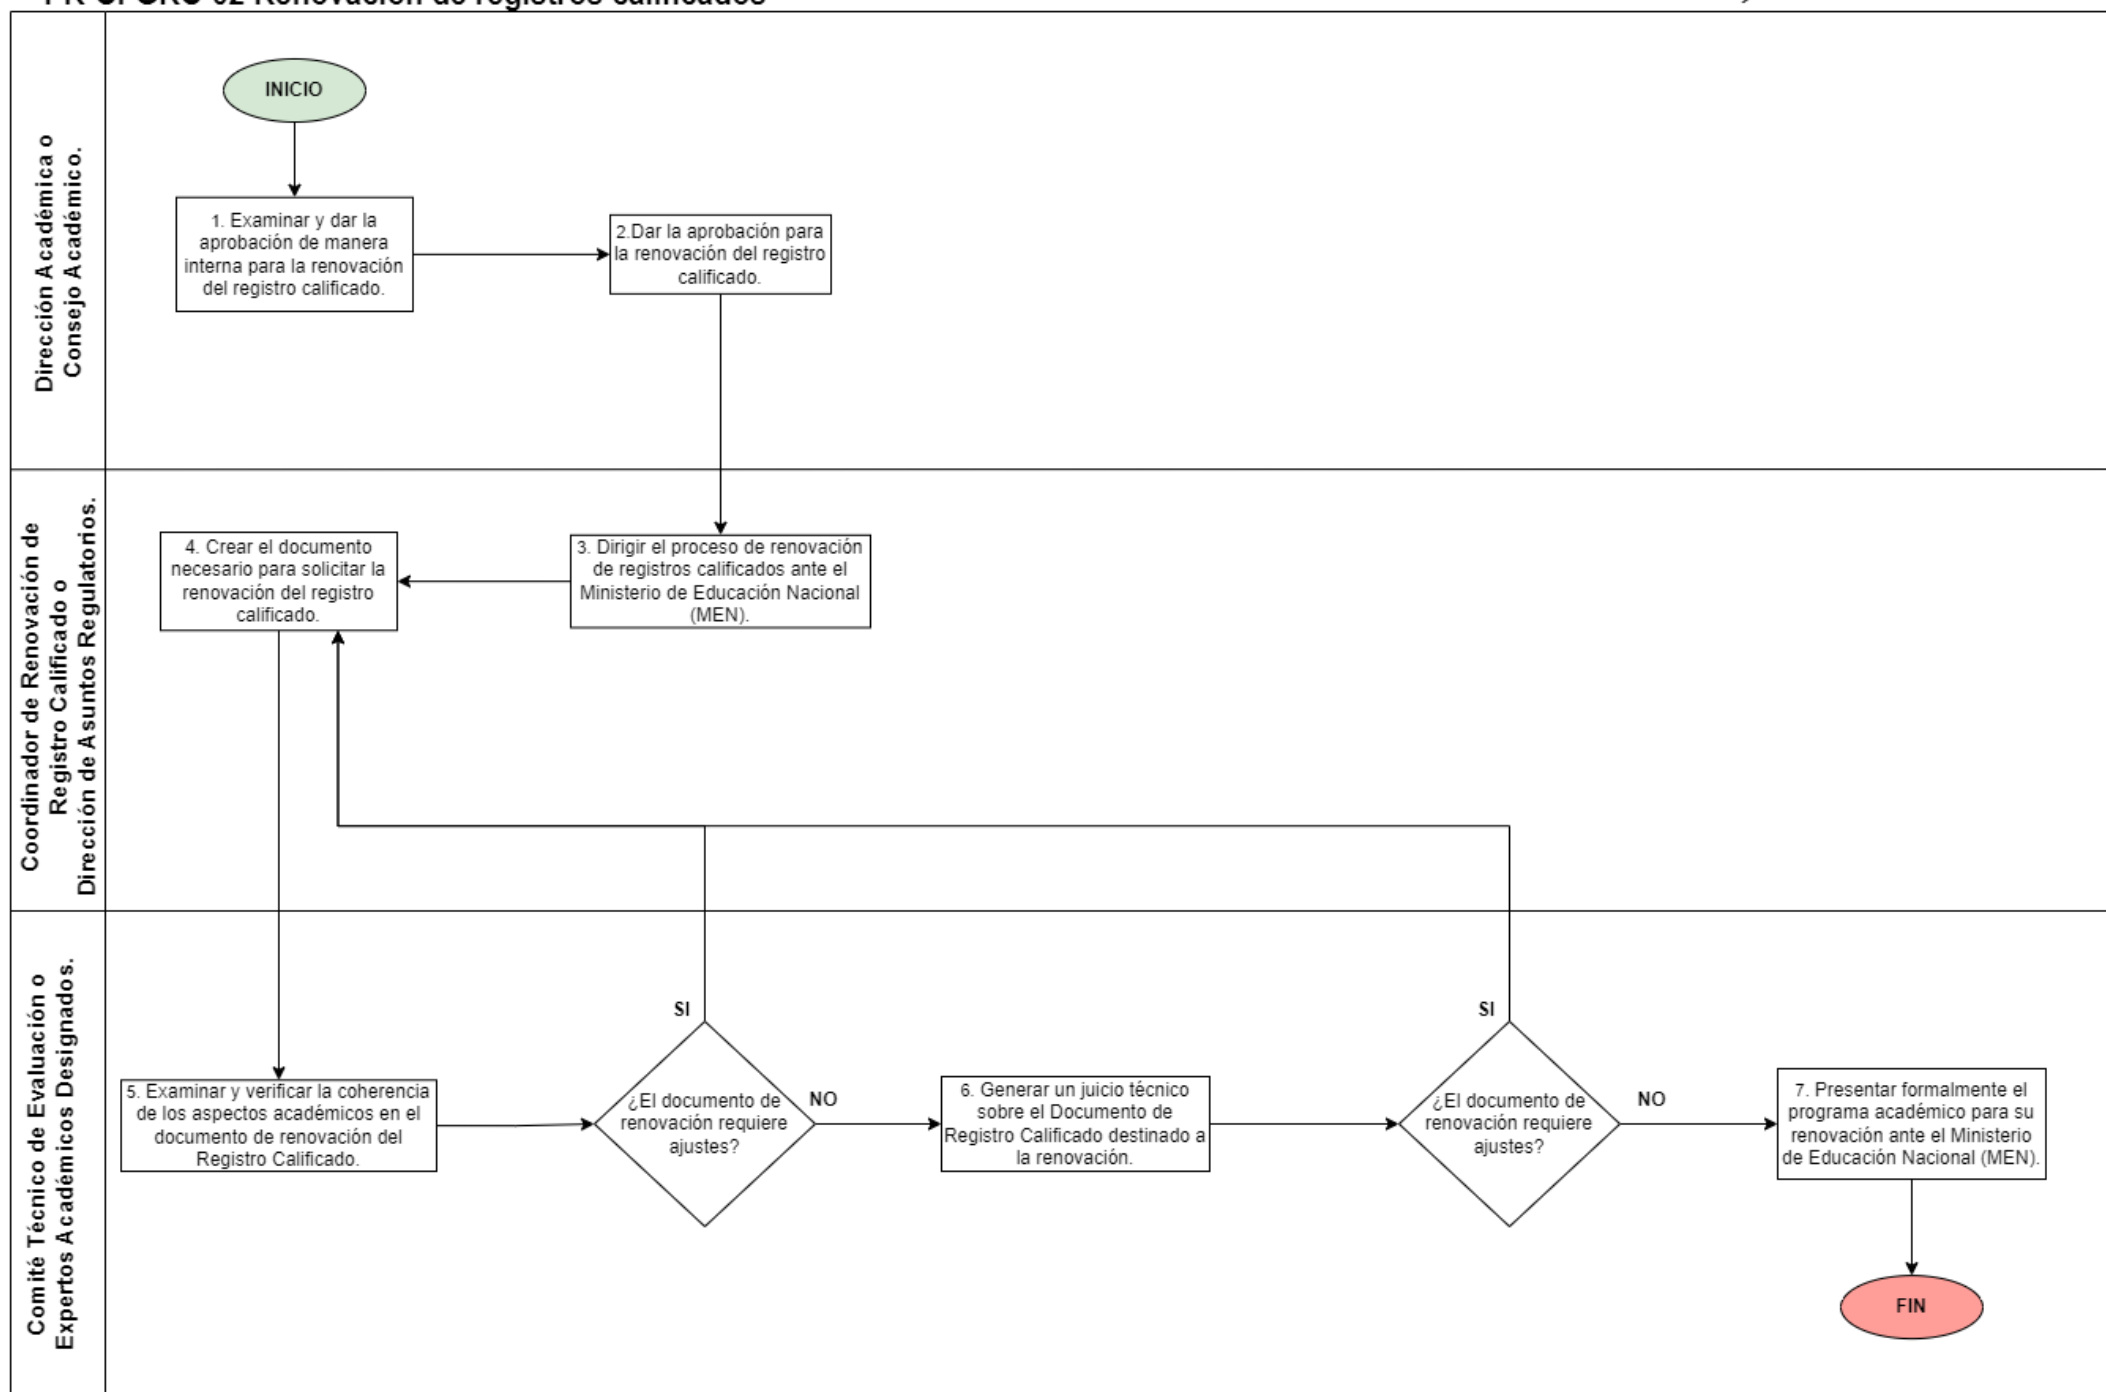 Renovación de registros calificados
Dirección Académica o
Consejo Académico.
INICIO
1. Examinar y dar la
aprobación de manera
interna para la renovación
del registro calificado.
2.Dar la aprobación para
la renovación del registro
calificado.
Coordinador de Renovación de
Registro Calificado o
Dirección de Asuntos Regulatorios.
4. Crear el documento
necesario para solicitar la
renovación del registro
calificado.
3. Dirigir el proceso de renovación
de registros calificados ante el
Ministerio de Educación Nacional
(MEN).
Comité Técnico de Evaluación o
Expertos Académicos Designados.
5. Examinar y verificar la coherencia
de los aspectos académicos en el
documento de renovación del
Registro Calificado.
SI
¿El documento de
renovación requiere
ajustes?
NO
6. Generar un juicio técnico
sobre el Documento de
Registro Calificado destinado a
la renovación.
SI
¿El documento de
renovación requiere
ajustes?
NO
7. Presentar formalmente el
programa académico para su
renovación ante el Ministerio
de Educación Nacional (MEN).
FIN